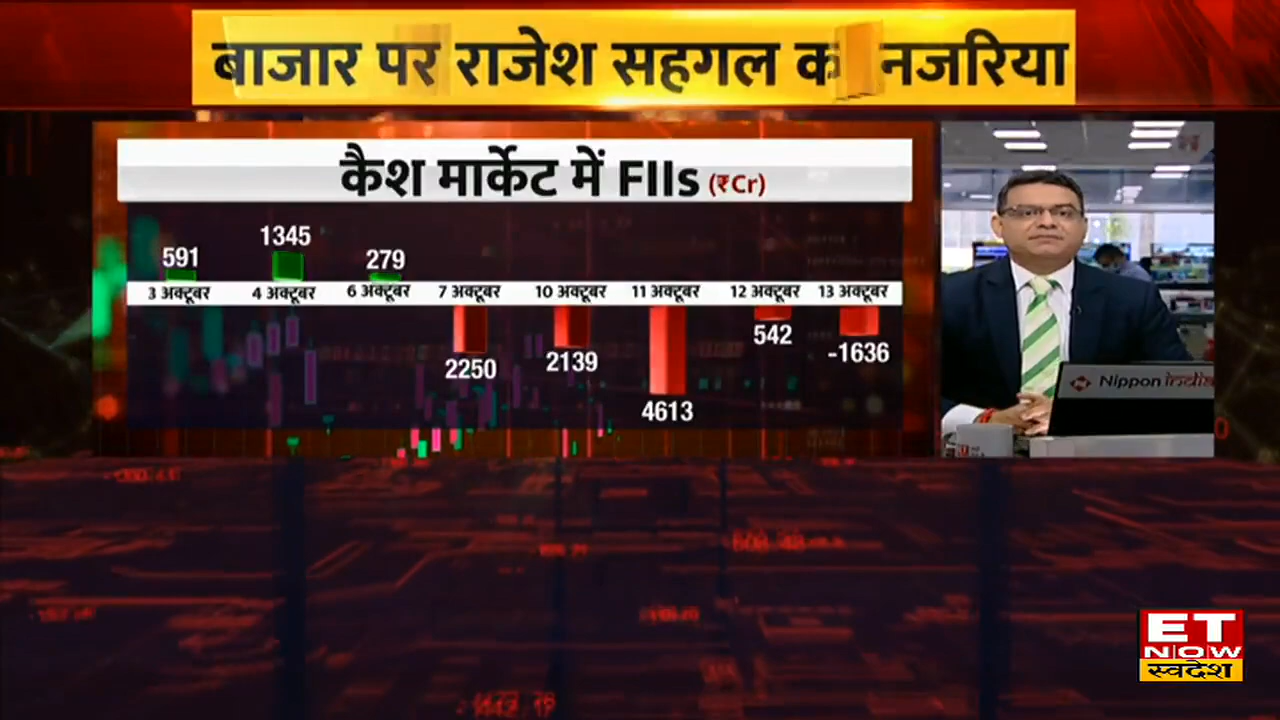 बाजार पर राजेश सहगल का नजरिया
कैश मार्केट में FIIs (₹Cr)
591
1345
279
3 अक्टूबर
4 अक्टूबर
6 अक्टूबर
7 अक्टूबर
10 अक्टूबर
11 अक्टूबर
12 अक्टूबर
13 अक्टूबर
2250
2139
4613
542
-1636
Nippon india
ET
NOW
स्वदेश